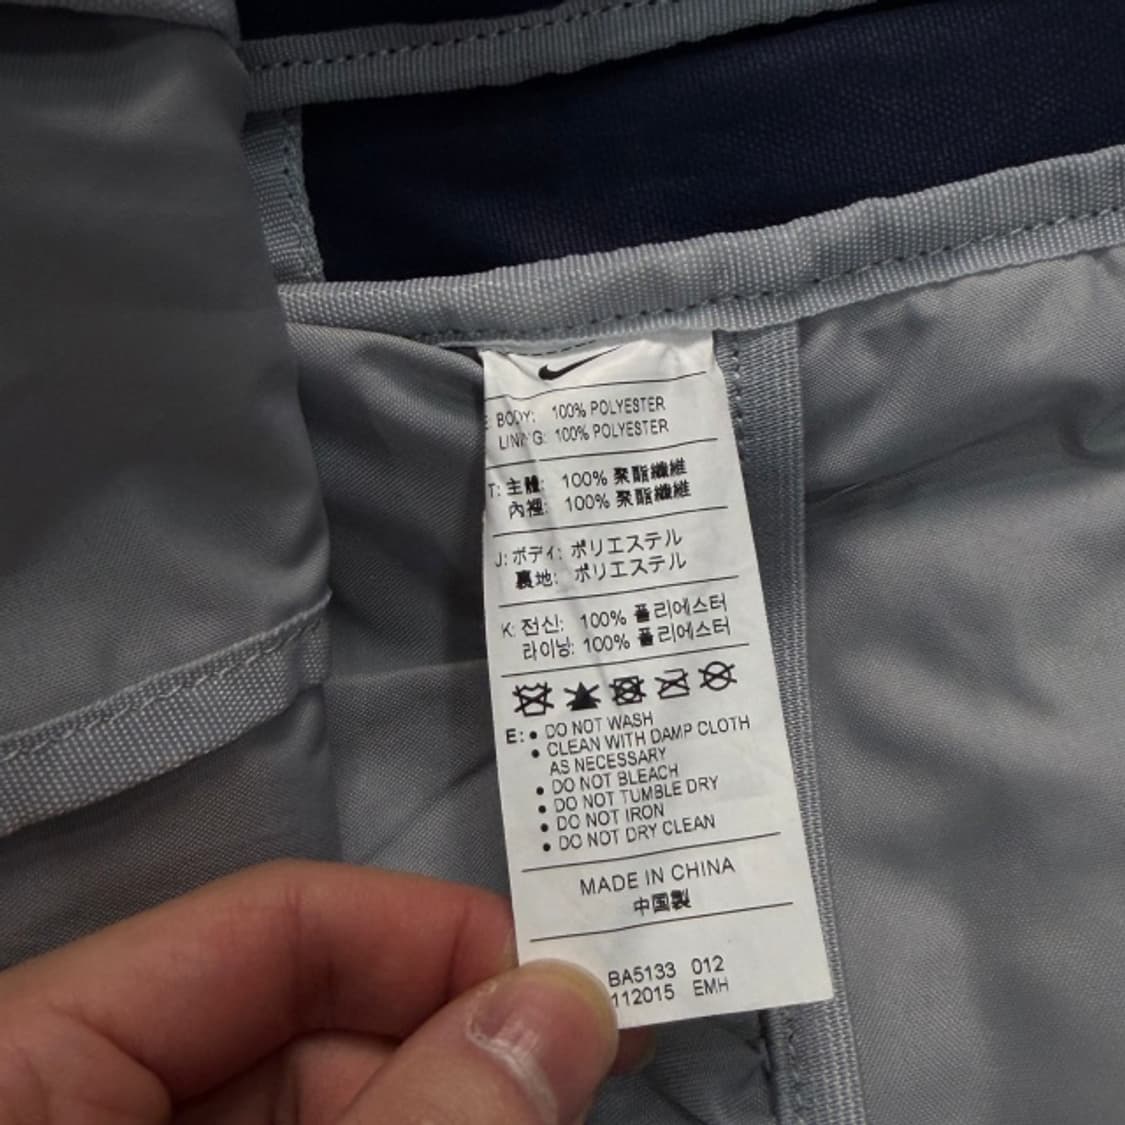 E: BODY: 100% POLYESTER
LINING: 100% POLYESTER
T: 主體: 100% 聚酯纖維
內裡: 100% 聚酯纖維
J: ボディ: ポリエステル
裏地: ポリエステル
K: 전신: 100% 폴리에스터
라이닝: 100% 폴리에스터
E: • DO NOT WASH
• CLEAN WITH DAMP CLOTH
AS NECESSARY
• DO NOT BLEACH
• DO NOT TUMBLE DRY
• DO NOT IRON
• DO NOT DRY CLEAN
MADE IN CHINA
中国製
BA5133 012
112015 EMH